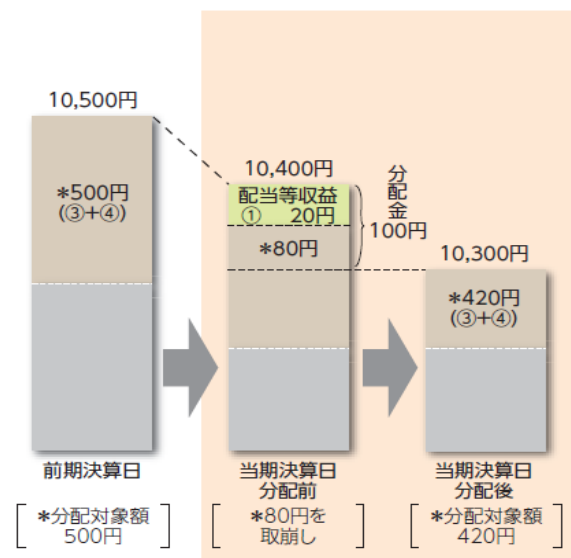 10,500円
*500円
(③+④)
前期決算日
*分配対象額
500円
10,400円
配当等収益
① 20円
*80円
分配金
100円
当期決算日
分配前
*80円を
取崩し
10,300円
*420円
(③+④)
当期決算日
分配後
*分配対象額
420円